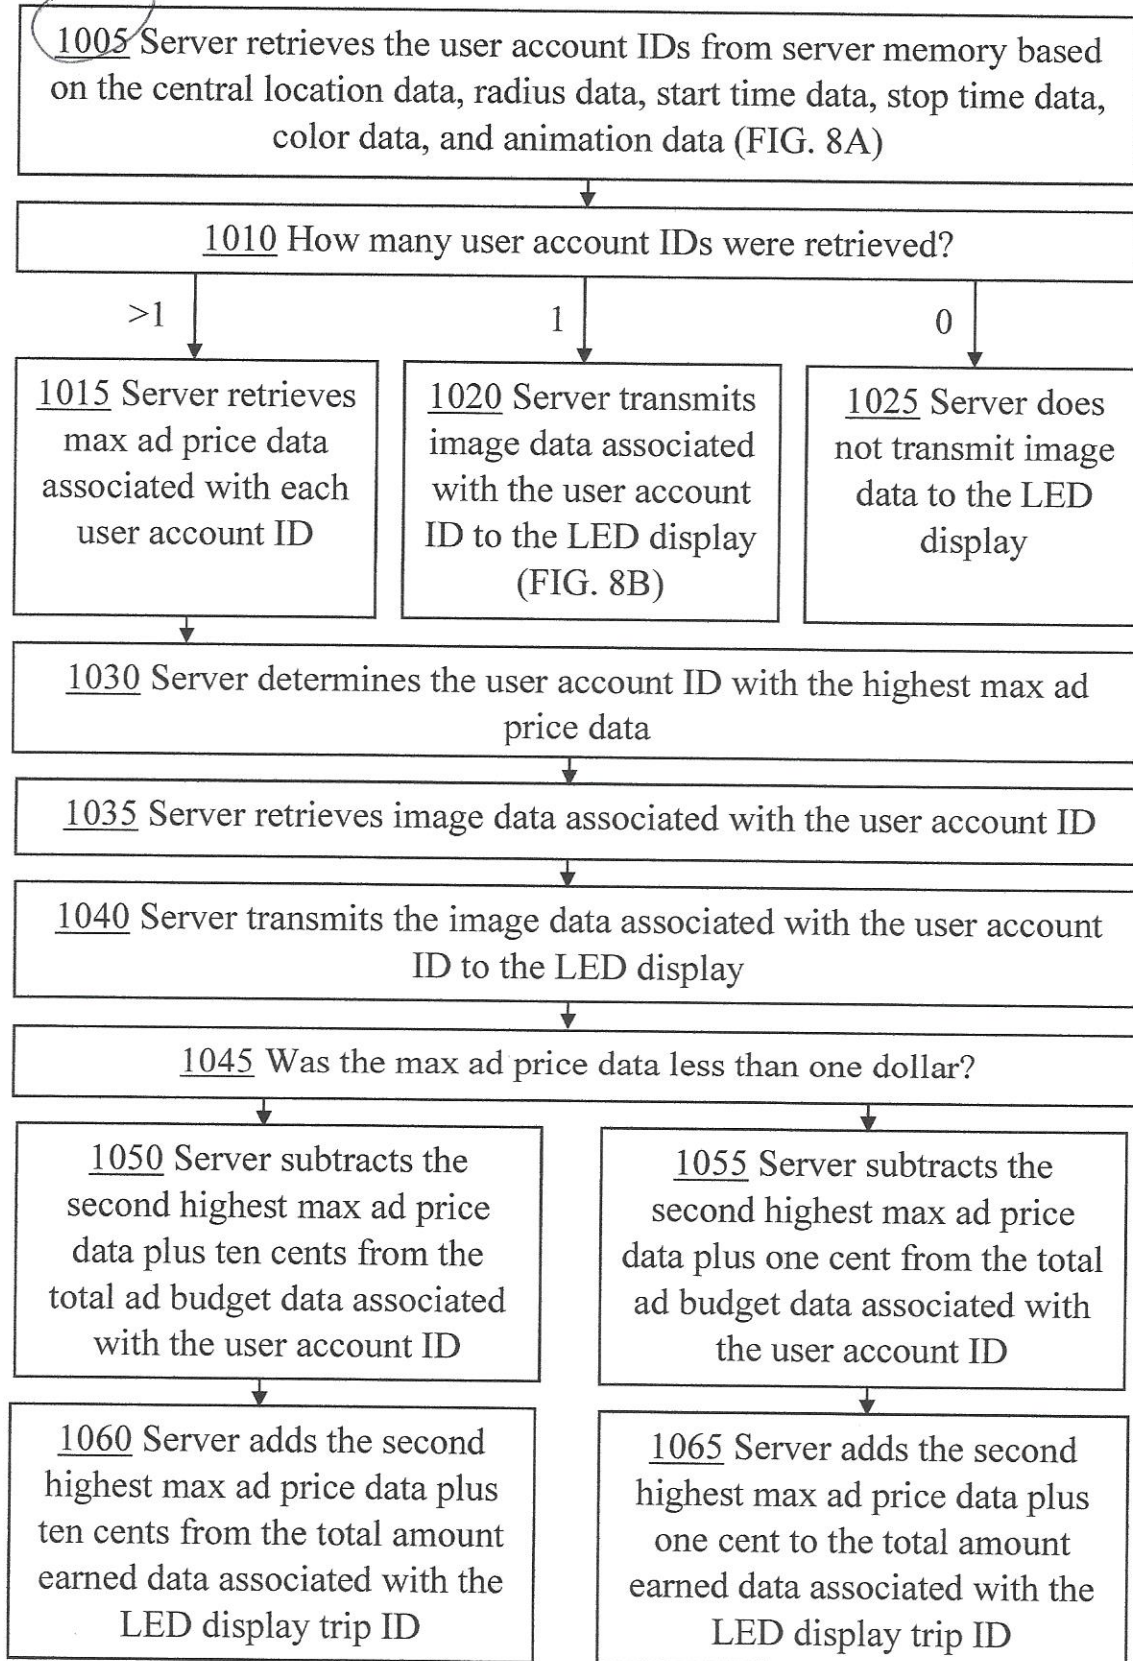 1005 Server retrieves the user account IDs from server memory based
on the central location data, radius data, start time data, stop time data,
color data, and animation data (FIG. 8A)
1010 How many user account IDs were retrieved?
>1
1
0
1015 Server retrieves
max ad price data
associated with each
user account ID
1020 Server transmits
image data associated
with the user account
ID to the LED display
(FIG. 8B)
1025 Server does
not transmit image
data to the LED
display
1030 Server determines the user account ID with the highest max ad
price data
1035 Server retrieves image data associated with the user account ID
1040 Server transmits the image data associated with the user account
ID to the LED display
1045 Was the max ad price data less than one dollar?
1050 Server subtracts the
second highest max ad price
data plus ten cents from the
total ad budget data associated
with the user account ID
1055 Server subtracts the
second highest max ad price
data plus one cent from the total
ad budget data associated with
the user account ID
1060 Server adds the second
highest max ad price data plus
ten cents from the total amount
earned data associated with the
LED display trip ID
1065 Server adds the second
highest max ad price data plus
one cent to the total amount
earned data associated with the
LED display trip ID